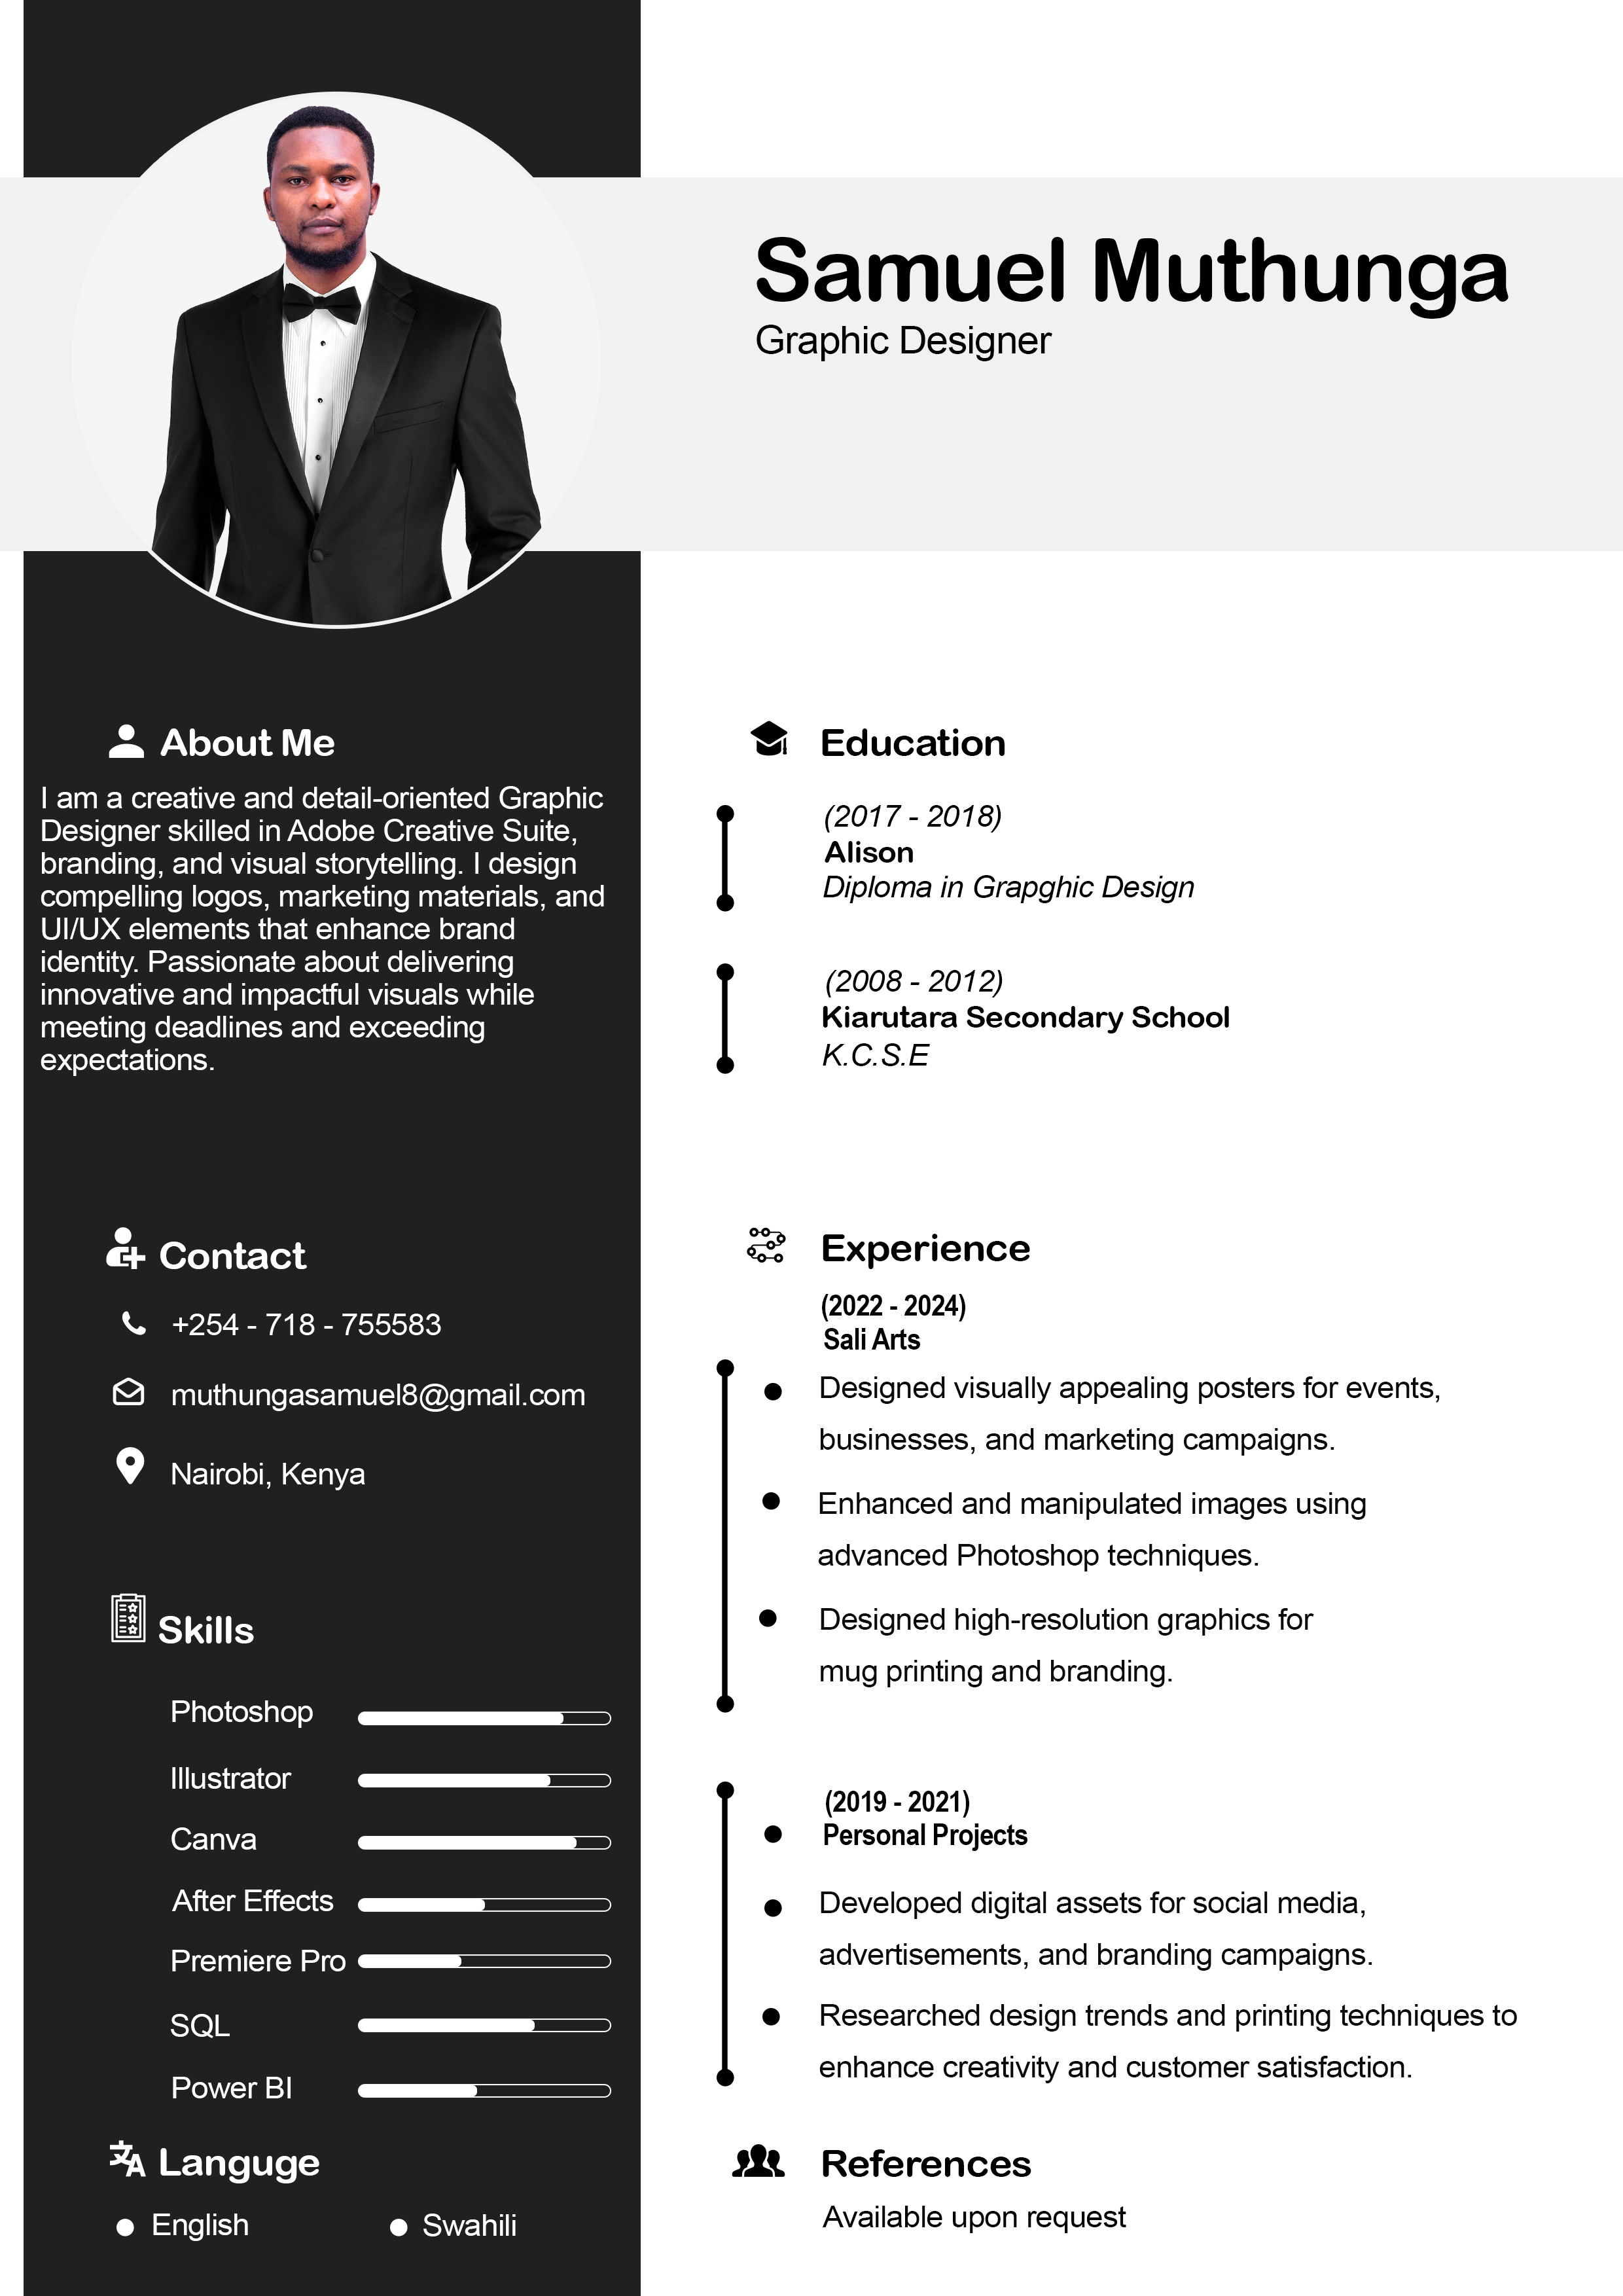 Samuel Muthunga
Graphic Designer
About Me
I am a creative and detail-oriented Graphic
Designer skilled in Adobe Creative Suite,
branding, and visual storytelling. I design
compelling logos, marketing materials, and
UI/UX elements that enhance brand
identity. Passionate about delivering
innovative and impactful visuals while
meeting deadlines and exceeding
expectations.
Contact
+254 - 718 - 755583
muthungasamuel8@gmail.com
Nairobi, Kenya
Skills
Photoshop
Illustrator
Canva
After Effects
Premiere Pro
SQL
Power BI
Languge
English
Swahili
Education
(2017 - 2018)
Alison
Diploma in Grapghic Design
(2008 - 2012)
Kiarutara Secondary School
K.C.S.E
Experience
(2022 - 2024)
Sali Arts
Designed visually appealing posters for events,
businesses, and marketing campaigns.
Enhanced and manipulated images using
advanced Photoshop techniques.
Designed high-resolution graphics for
mug printing and branding.
(2019 - 2021)
Personal Projects
Developed digital assets for social media,
advertisements, and branding campaigns.
Researched design trends and printing techniques to
enhance creativity and customer satisfaction.
References
Available upon request